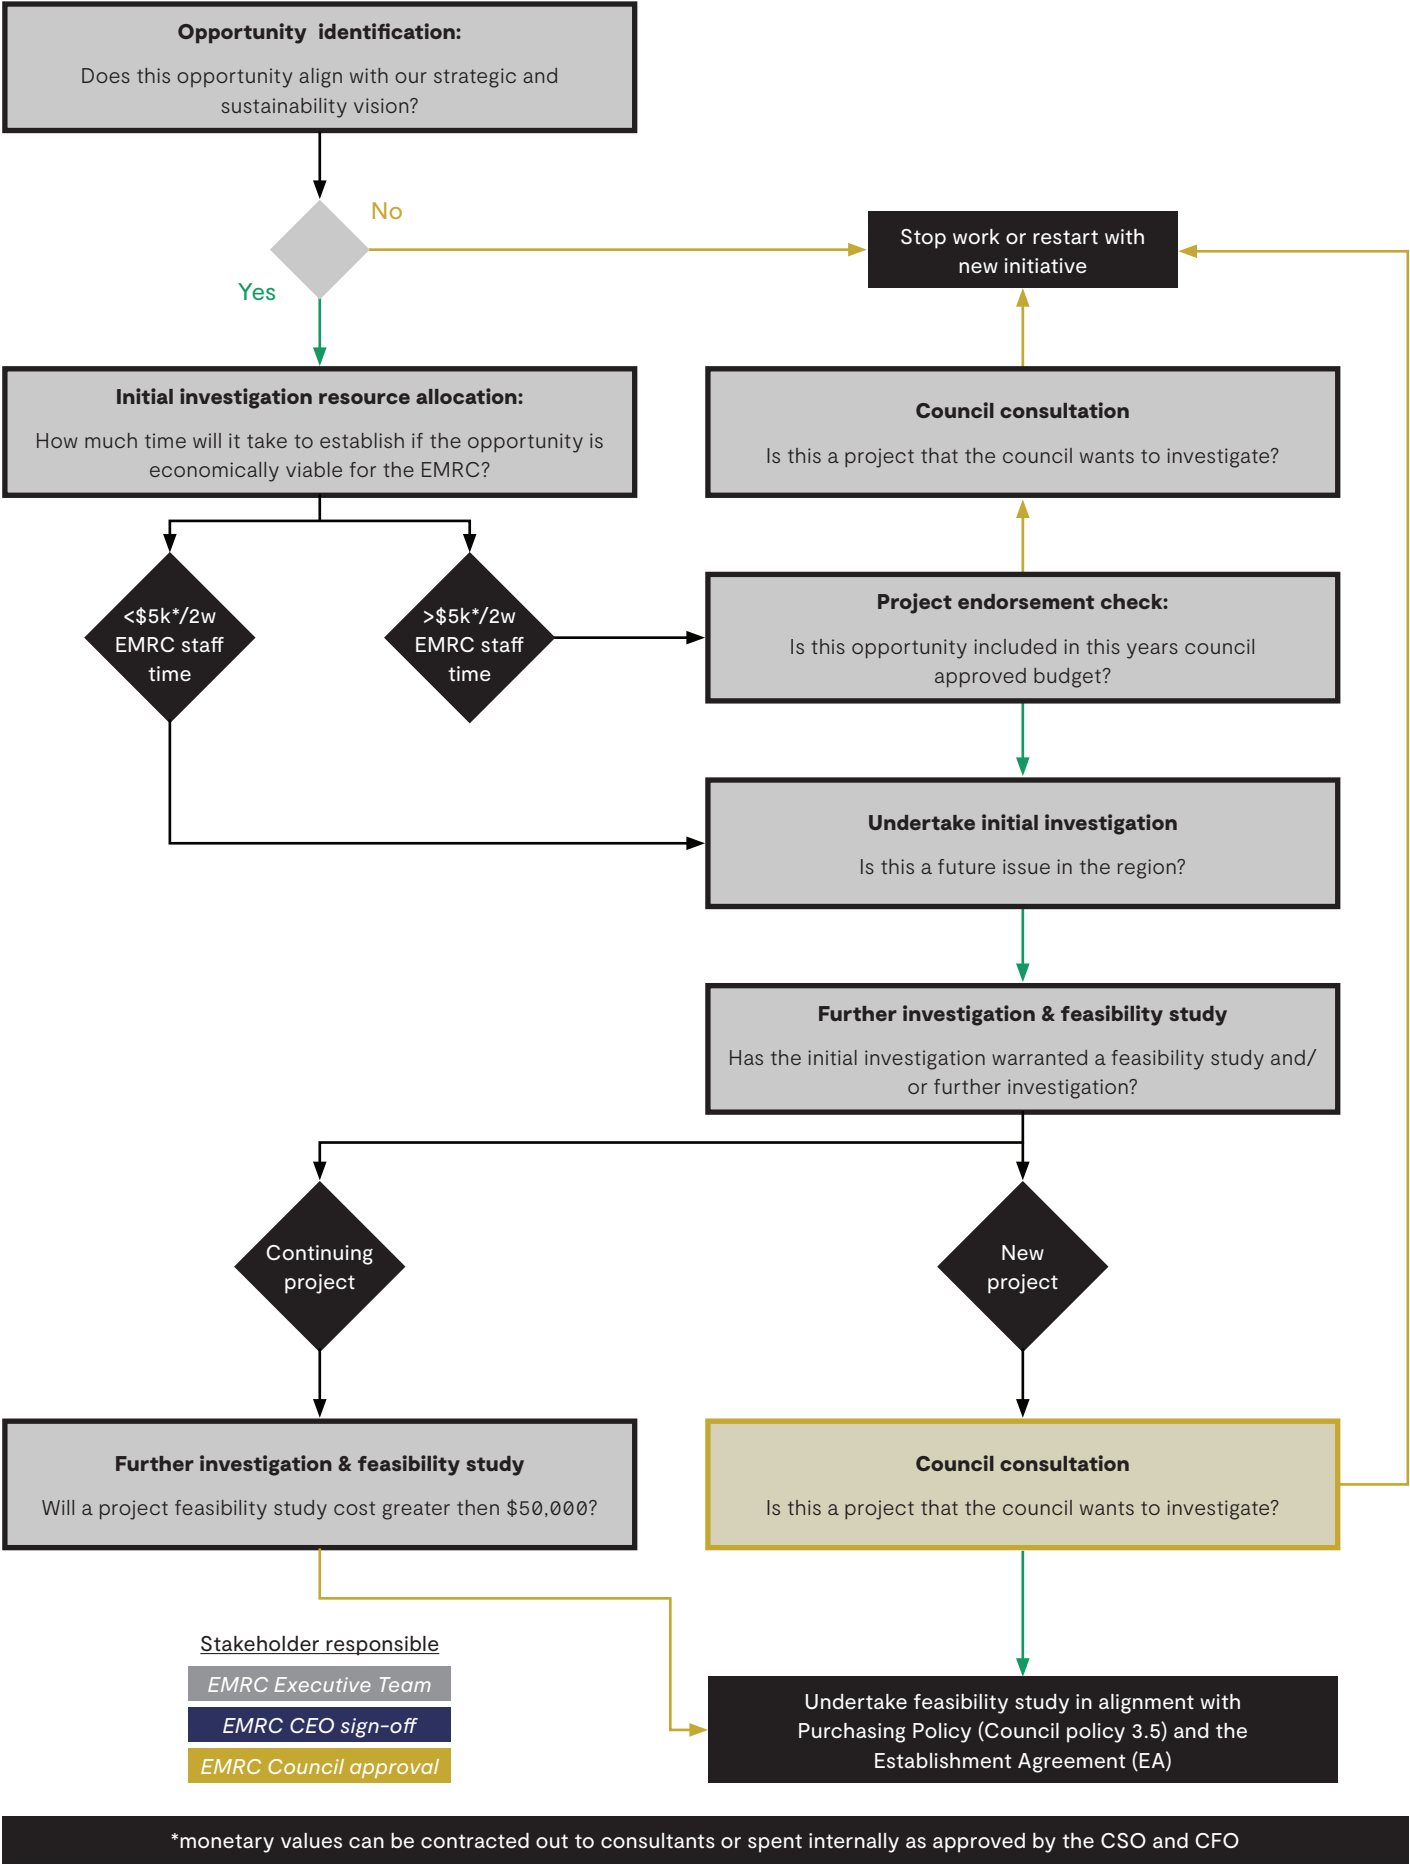 Opportunity  identification:
Does this opportunity align with our strategic and
sustainability vision?
No
Yes
Stop work or restart with
new initiative
Initial investigation resource allocation:
How much time will it take to establish if the opportunity is
economically viable for the EMRC?
Council consultation
Is this a project that the council wants to investigate?
<$5k*/2w
EMRC staff
time
>$5k*/2w
EMRC staff
time
Project endorsement check:
Is this opportunity included in this years council
approved budget?
Undertake initial investigation
Is this a future issue in the region?
Further investigation & feasibility study
Has the initial investigation warranted a feasibility study and/
or further investigation?
Continuing
project
New
project
Further investigation & feasibility study
Will a project feasibility study cost greater then $50,000?
Council consultation
Is this a project that the council wants to investigate?
Stakeholder responsible
EMRC Executive Team
EMRC CEO sign-off
EMRC Council approval
Undertake feasibility study in alignment with
Purchasing Policy (Council policy 3.5) and the
Establishment Agreement (EA)
*monetary values can be contracted out to consultants or spent internally as approved by the CSO and CFO